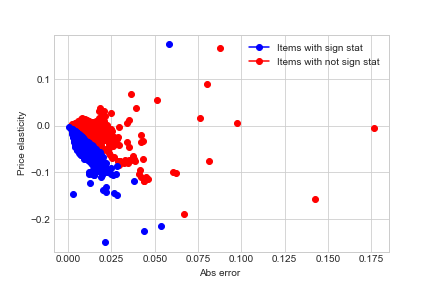 Items with sign stat
Items with not sign stat
Price elasticity
0.1
0.0
−0.1
−0.2
0.000 0.025 0.050 0.075 0.100 0.125 0.150 0.175
Abs error